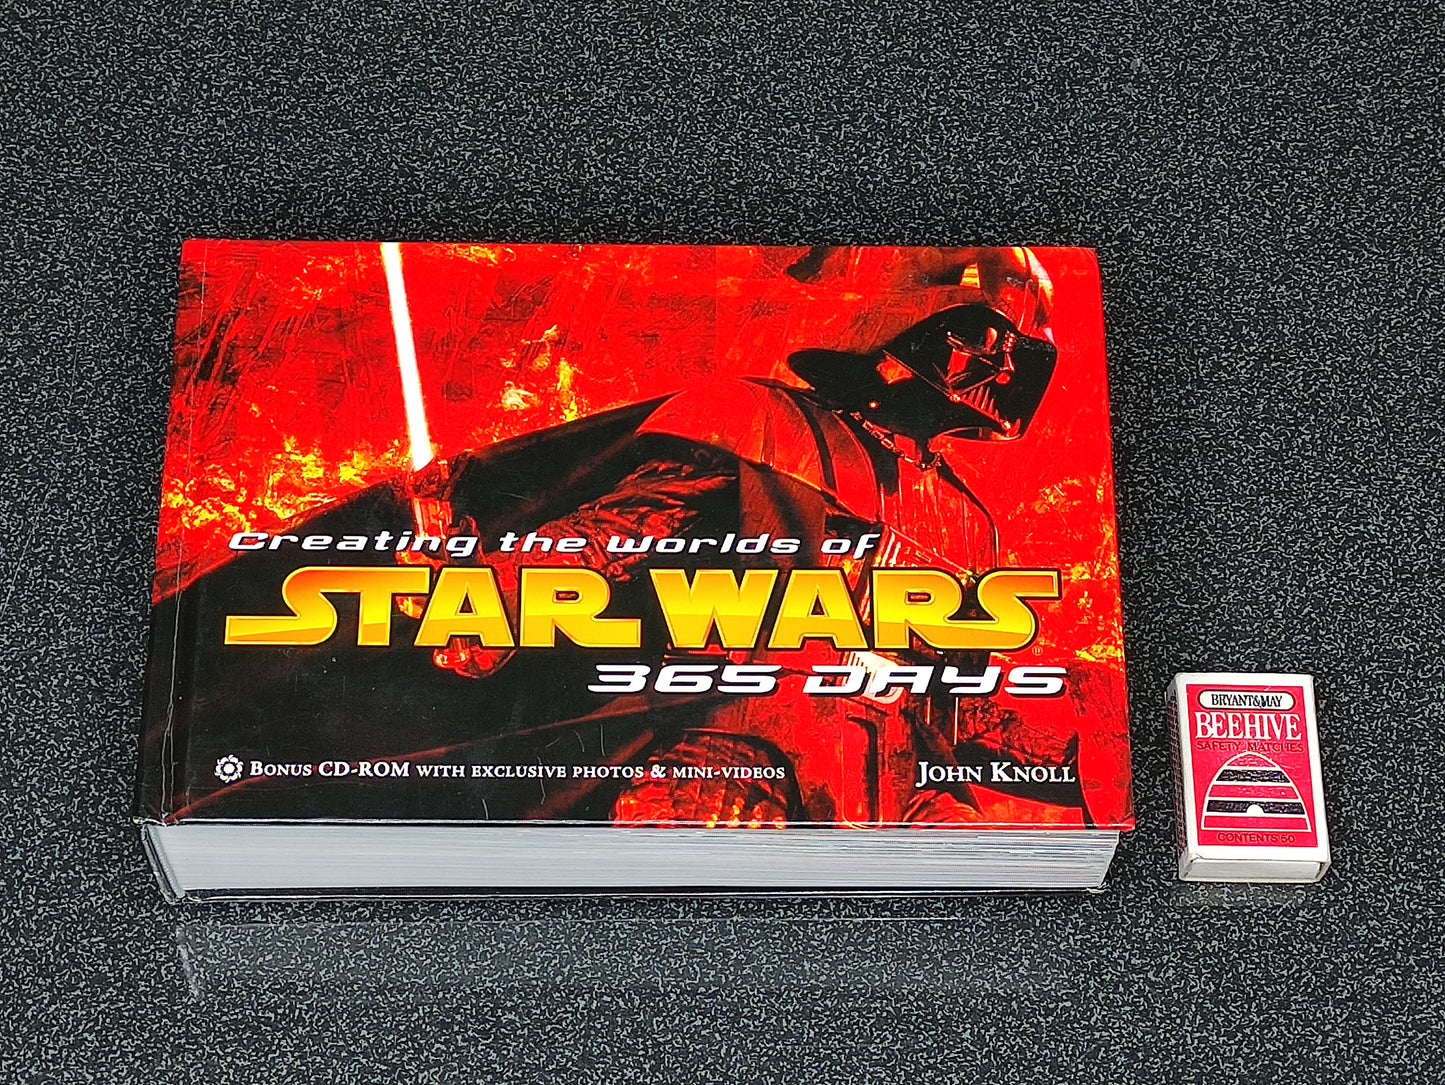 Creating the worlds of
STAR WARS®
365 DAYS
BONUS CD-ROM WITH EXCLUSIVE PHOTOS & MINI-VIDEOS
JOHN KNOLL
BRYANT&MAY
BEEHIVE
SAFETY MATCHES
CONTENTS 50